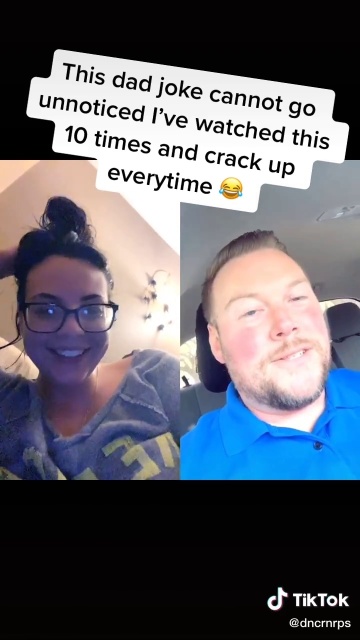 This dad joke cannot go
unnoticed I've watched this
10 times and crack up
everytime 😂
TikTok
@dncrnrps